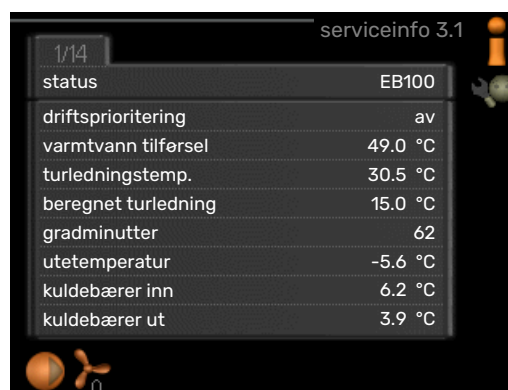 serviceinfo 3.1
1/14
status EB100
driftsprioritering av
varmtvann tilførsel 49.0 °C
turledningstemp. 30.5 °C
beregnet turledning 15.0 °C
gradminutter 62
utetemperatur -5.6 °C
kuldebærer inn 6.2 °C
kuldebærer ut 3.9 °C
0